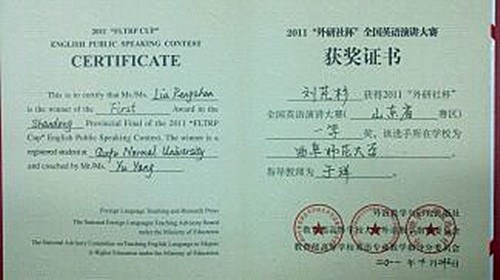 2011 "FLTRP CUP"
ENGLISH PUBLIC SPEAKING CONTEST
CERTIFICATE
This is to certify that Mr./Ms. Liu
is the winner of the First Award in the
Shandong Provincial Final of the 2011 "FLTRP
Cup" English Public Speaking Contest. The winner is a
registered student at Qufu Normal University
and coached by Mr./Ms. Yu Yang
Foreign Language Teaching and Research Press
The National Foreign Languages Teaching Advisory Board
under the Ministry of Education
The National Advisory Committee on Teaching English to Majors
in Higher Education under the Ministry of Education
2011 "外研社杯"全国英语演讲大赛
获奖证书
刘 获得2011 "外研社杯"
全国英语演讲大赛( 山东省 赛区)
一等 奖。该选手所在学校为
曲阜师范大学 。
指导教师为 于洋 。
外语教学与研究出版社